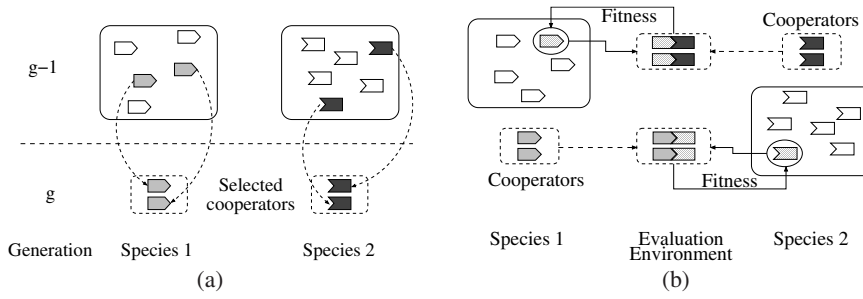 g−1
g
Selected
cooperators
Generation
Species 1
Species 2
(a)
Fitness
Cooperators
Cooperators
Fitness
Species 1
Evaluation
Environment
Species 2
(b)